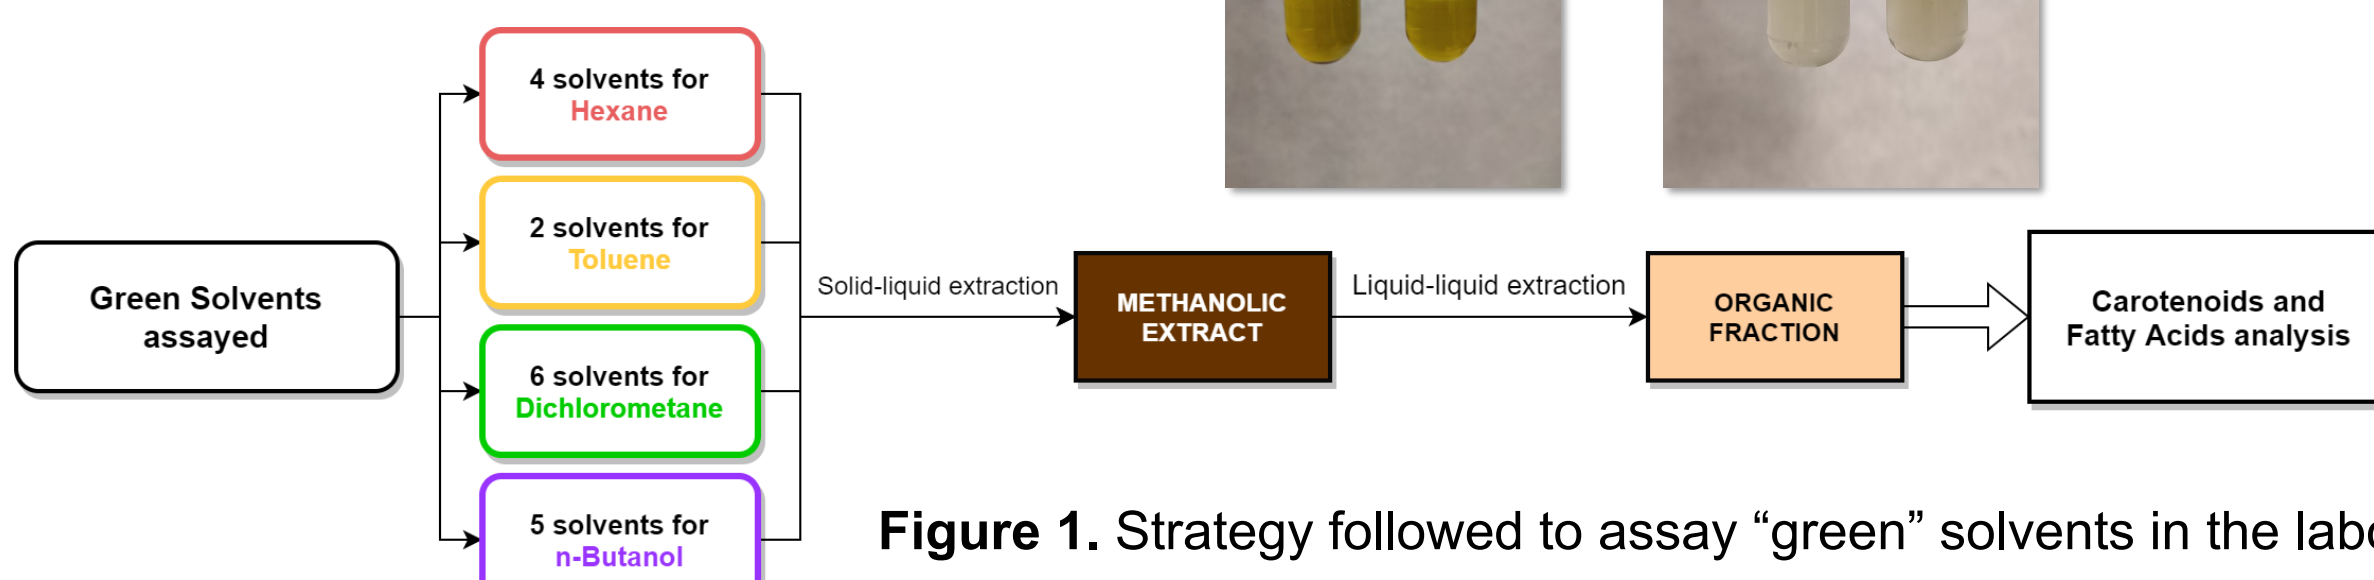 4 solvents for
Hexane
2 solvents for
Toluene
Green Solvents
assayed
6 solvents for
Dichlorometane
5 solvents for
n-Butanol
Solid-liquid extraction
METHANOLIC
EXTRACT
Liquid-liquid extraction
ORGANIC
FRACTION
Carotenoids and
Fatty Acids analysis
Figure 1. Strategy followed to assay “green” solvents in the